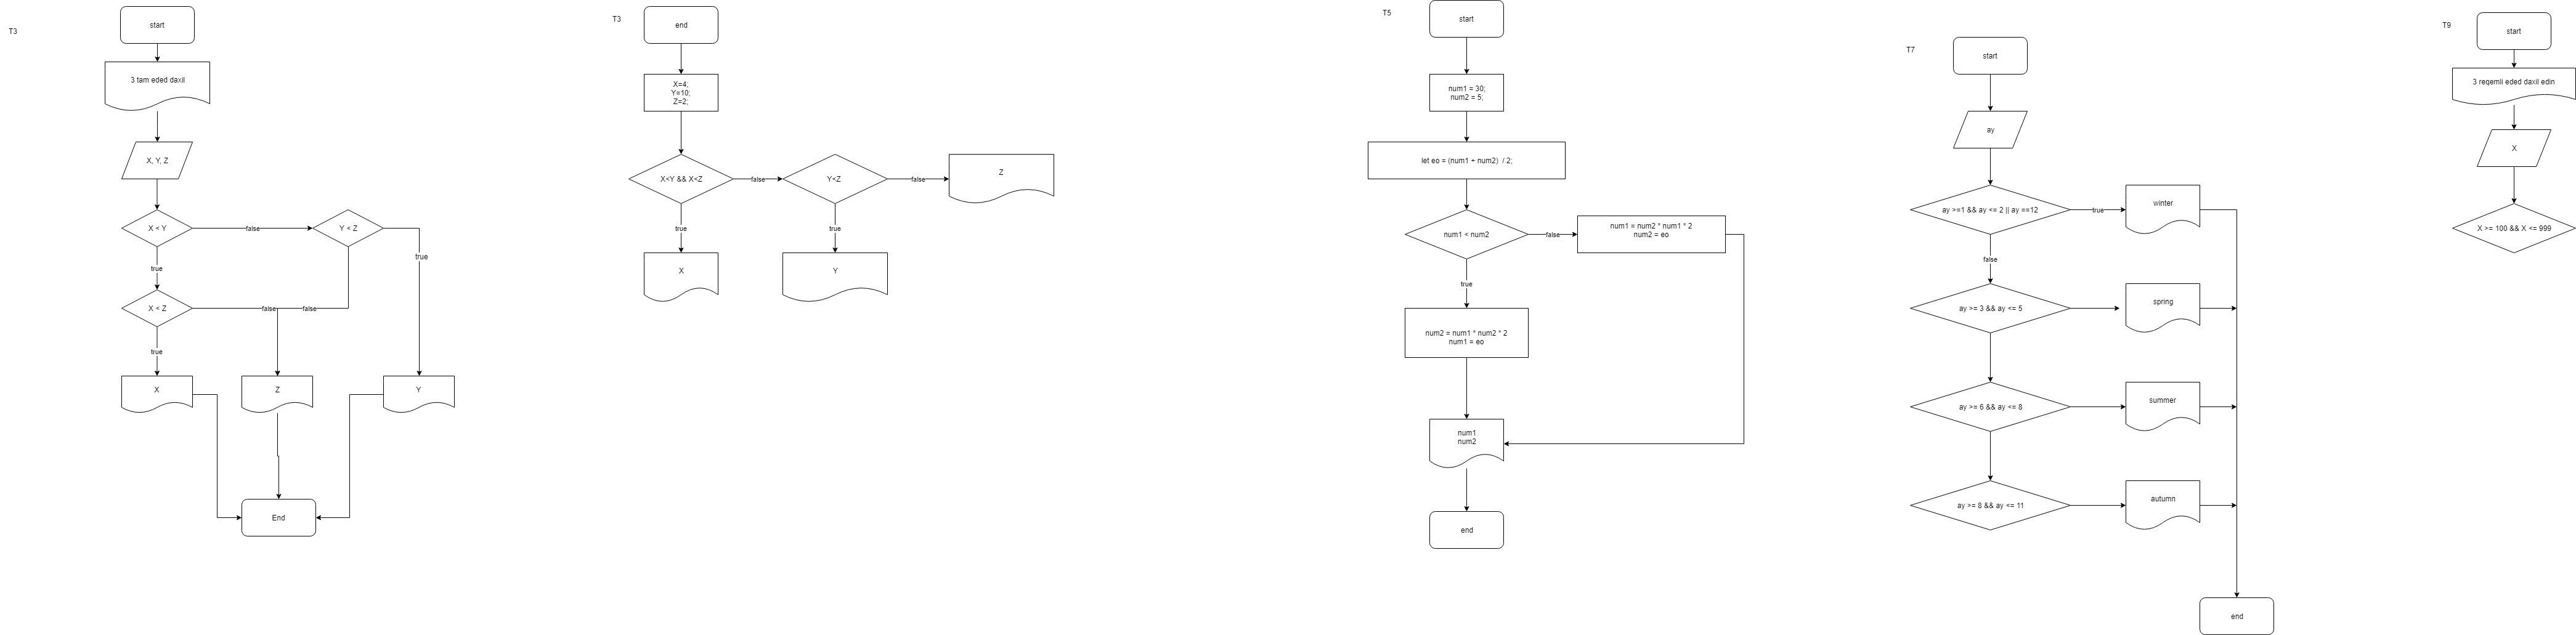 T3
start
3 tam eded daxil
X, Y, Z
X < Y
false
Y < Z
true
true
X < Z
false
false
true
X
Z
Y
End
T3
end
X=4;
Y=10;
Z=2;
X<Y && X<Z
false
Y<Z
false
Z
true
true
X
Y
T5
start
num1 = 30;
num2 = 5;
let eo = (num1 + num2)  / 2;
num1 < num2
false
num1 = num2 * num1 * 2
num2 = eo
true
num2 = num1 * num2 * 2
num1 = eo
num1
num2
end
T7
start
ay
ay >=1 && ay <= 2 || ay ==12
true
winter
false
ay >= 3 && ay <= 5
spring
ay >= 6 && ay <= 8
summer
ay >= 8 && ay <= 11
autumn
end
T9
start
3 reqemli eded daxil edin
X
X >= 100 && X <= 999